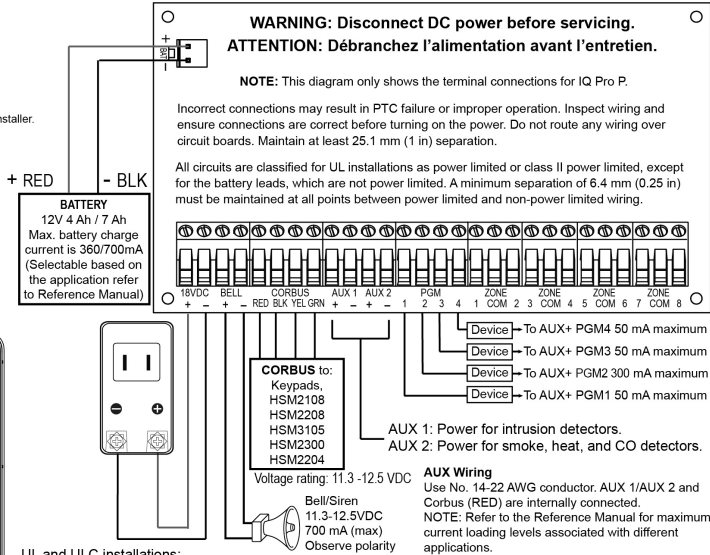 WARNING: Disconnect DC power before servicing.
ATTENTION: Débranchez l'alimentation avant l'entretien.
NOTE: This diagram only shows the terminal connections for IQ Pro P.
Incorrect connections may result in PTC failure or improper operation. Inspect wiring and
ensure connections are correct before turning on the power. Do not route any wiring over
circuit boards. Maintain at least 25.1 mm (1 in) separation.
All circuits are classified for UL installations as power limited or class II power limited, except
for the battery leads, which are not power limited. A minimum separation of 6.4 mm (0.25 in)
must be maintained at all points between power limited and non-power limited wiring.
+ BAT −
nstaller.
+ RED - BLK
BATTERY
12V 4 Ah / 7 Ah
Max. battery charge
current is 360/700mA
(Selectable based on
the application refer
to Reference Manual)
18VDC BELL CORBUS AUX 1 AUX 2 PGM ZONE ZONE ZONE ZONE
+ − + − RED BLK YEL GRN + − + − 1 2 3 4 1 COM 2 3 COM 4 5 COM 6 7 COM 8
Device To AUX+ PGM4 50 mA maximum
Device To AUX+ PGM3 50 mA maximum
Device To AUX+ PGM2 300 mA maximum
Device To AUX+ PGM1 50 mA maximum
− +
CORBUS to:
Keypads,
HSM2108
HSM2208
HSM3105
HSM2300
HSM2204
Voltage rating: 11.3 -12.5 VDC
AUX 1: Power for intrusion detectors.
AUX 2: Power for smoke, heat, and CO detectors.
Bell/Siren
11.3-12.5VDC
700 mA (max)
Observe polarity
AUX Wiring
Use No. 14-22 AWG conductor. AUX 1/AUX 2 and
Corbus (RED) are internally connected.
NOTE: Refer to the Reference Manual for maximum
current loading levels associated with different
applications.
UL and ULC installations: